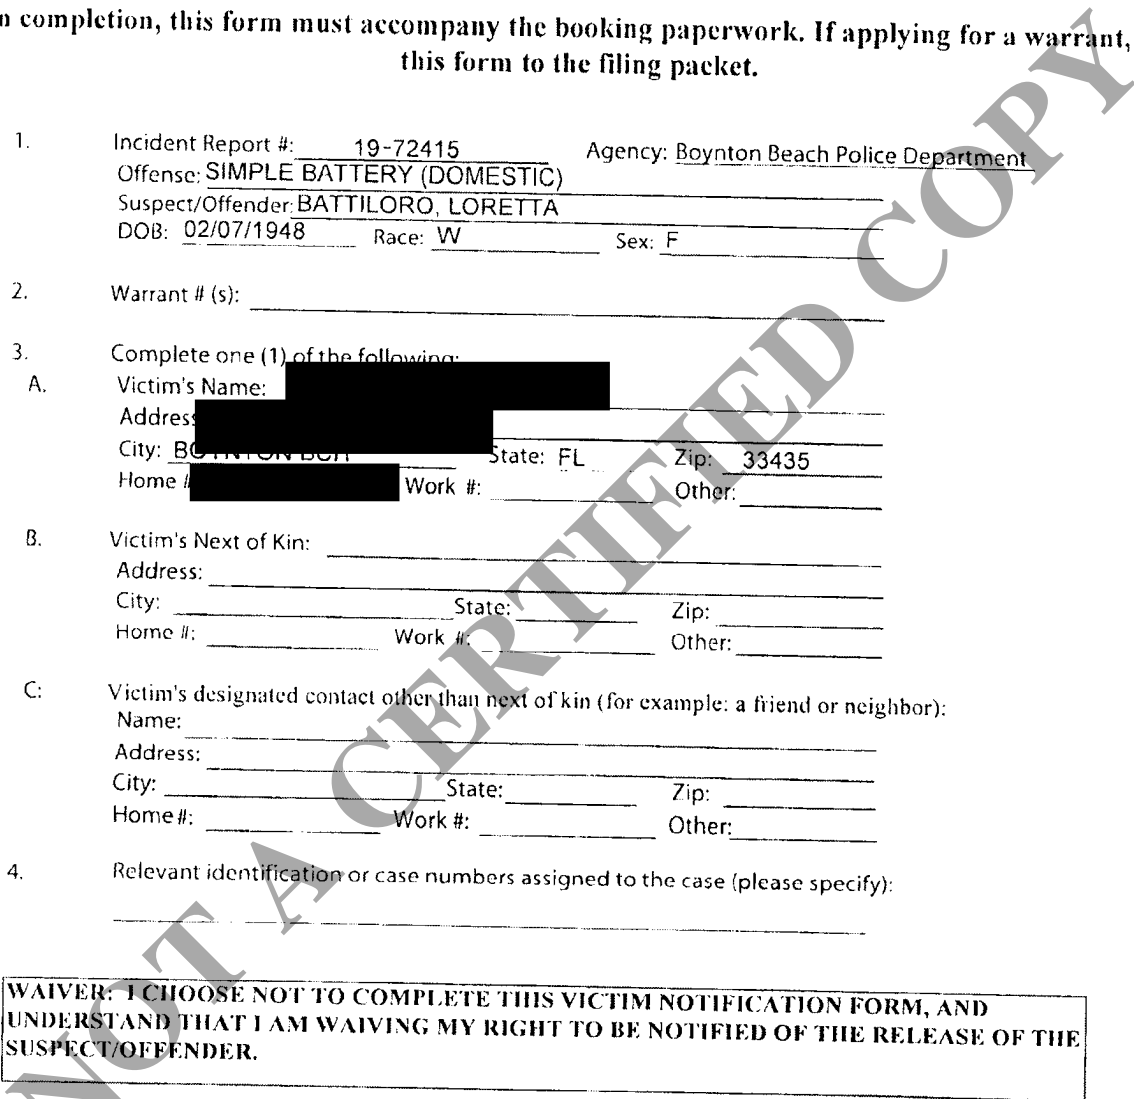 n completion, this form must accompany the booking paperwork. If applying for a warrant,
this form to the filing packet.
1. Incident Report #: 19-72415 Agency: Boynton Beach Police Department
Offense: SIMPLE BATTERY (DOMESTIC)
Suspect/Offender: BATTILORO, LORETTA
DOB: 02/07/1948 Race: W Sex: F
2. Warrant # (s):
3. Complete one (1) of the following:
A. Victim's Name:
Address
City: BOYNTON BCH State: FL Zip: 33435
Home # Work #: Other:
B. Victim's Next of Kin:
Address:
City: State: Zip:
Home #: Work #: Other:
C: Victim's designated contact other than next of kin (for example: a friend or neighbor):
Name:
Address:
City: State: Zip:
Home #: Work #: Other:
4. Relevant identification or case numbers assigned to the case (please specify):
WAIVER: I CHOOSE NOT TO COMPLETE THIS VICTIM NOTIFICATION FORM, AND
UNDERSTAND THAT I AM WAIVING MY RIGHT TO BE NOTIFIED OF THE RELEASE OF THE
SUSPECT/OFFENDER.
NOT A CERTIFIED COPY